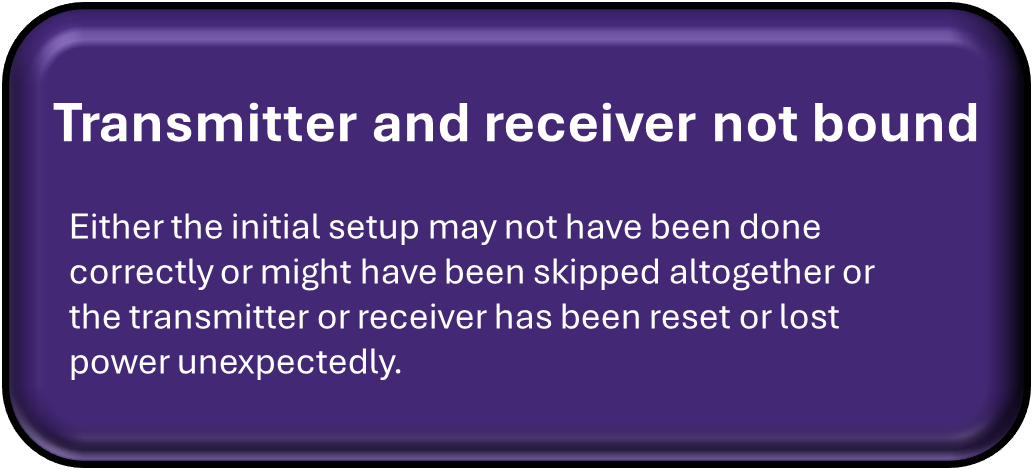 Transmitter and receiver not bound
Either the initial setup may not have been done
correctly or might have been skipped altogether or
the transmitter or receiver has been reset or lost
power unexpectedly.